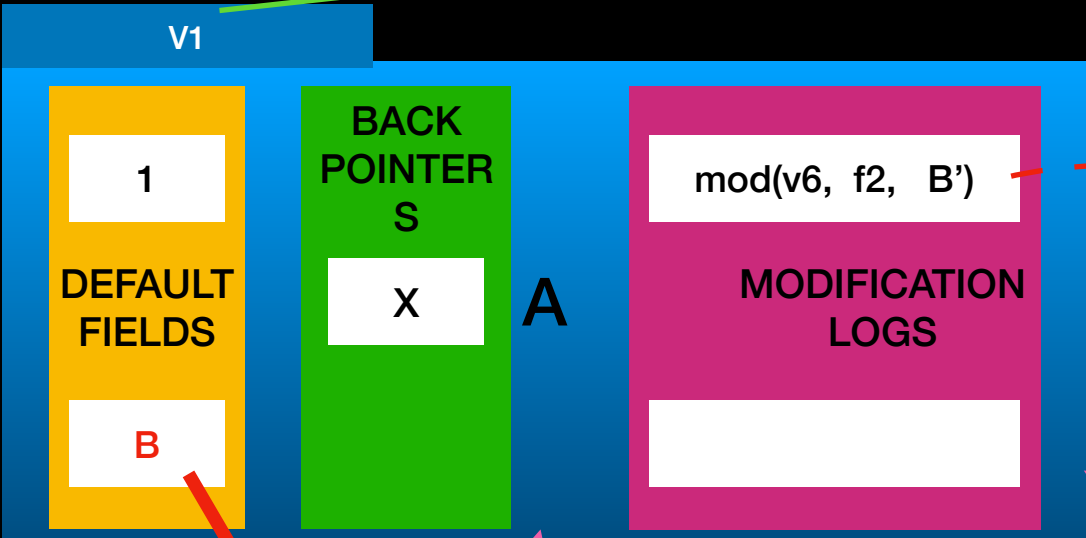 V1
1
DEFAULT
FIELDS
B
BACK
POINTER
S
X
A
mod(v6, f2, B’)
MODIFICATION
LOGS